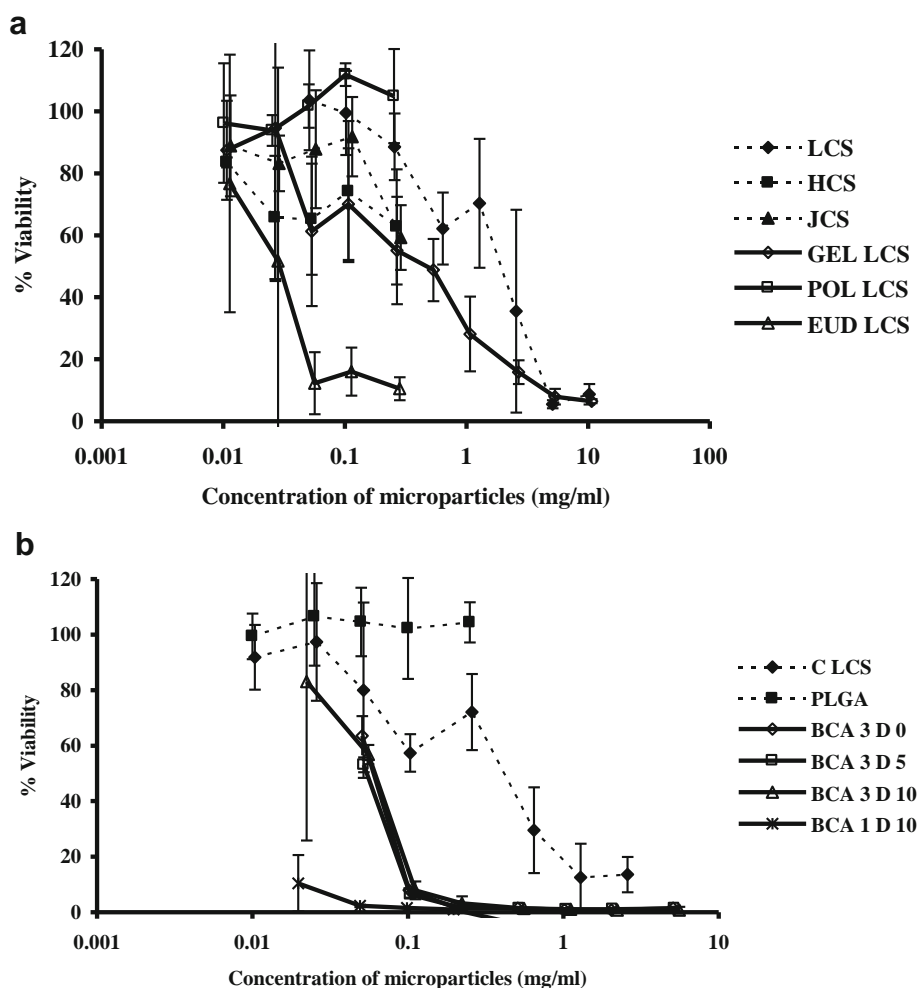 a
120
100
80
60
40
20
0
% Viability
0.001 0.01 0.1 1 10 100
Concentration of microparticles (mg/ml)
LCS
HCS
JCS
GEL LCS
POL LCS
EUD LCS
b
120
100
80
60
40
20
0
% Viability
0.001 0.01 0.1 1 10
Concentration of microparticles (mg/ml)
C LCS
PLGA
BCA 3 D 0
BCA 3 D 5
BCA 3 D 10
BCA 1 D 10